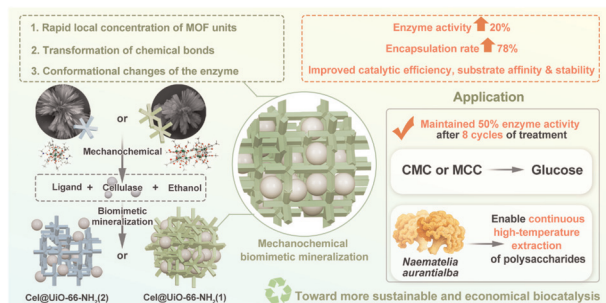 1. Rapid local concentration of MOF units
2. Transformation of chemical bonds
3. Conformational changes of the enzyme
Enzyme activity 20%
Encapsulation rate 78%
Improved catalytic efficiency, substrate affinity & stability
or
Mechanochemical
Ligand + Cellulase + Ethanol
Biomimetic
mineralization
or
Cel@UiO-66-NH₂(2)
Cel@UiO-66-NH₂(1)
Mechanochemical
biomimetic mineralization
Application
Maintained 50% enzyme activity
after 8 cycles of treatment
CMC or MCC Glucose
Naematelia
aurantialba
Enable continuous
high-temperature
extraction
of polysaccharides
Toward more sustainable and economical biocatalysis